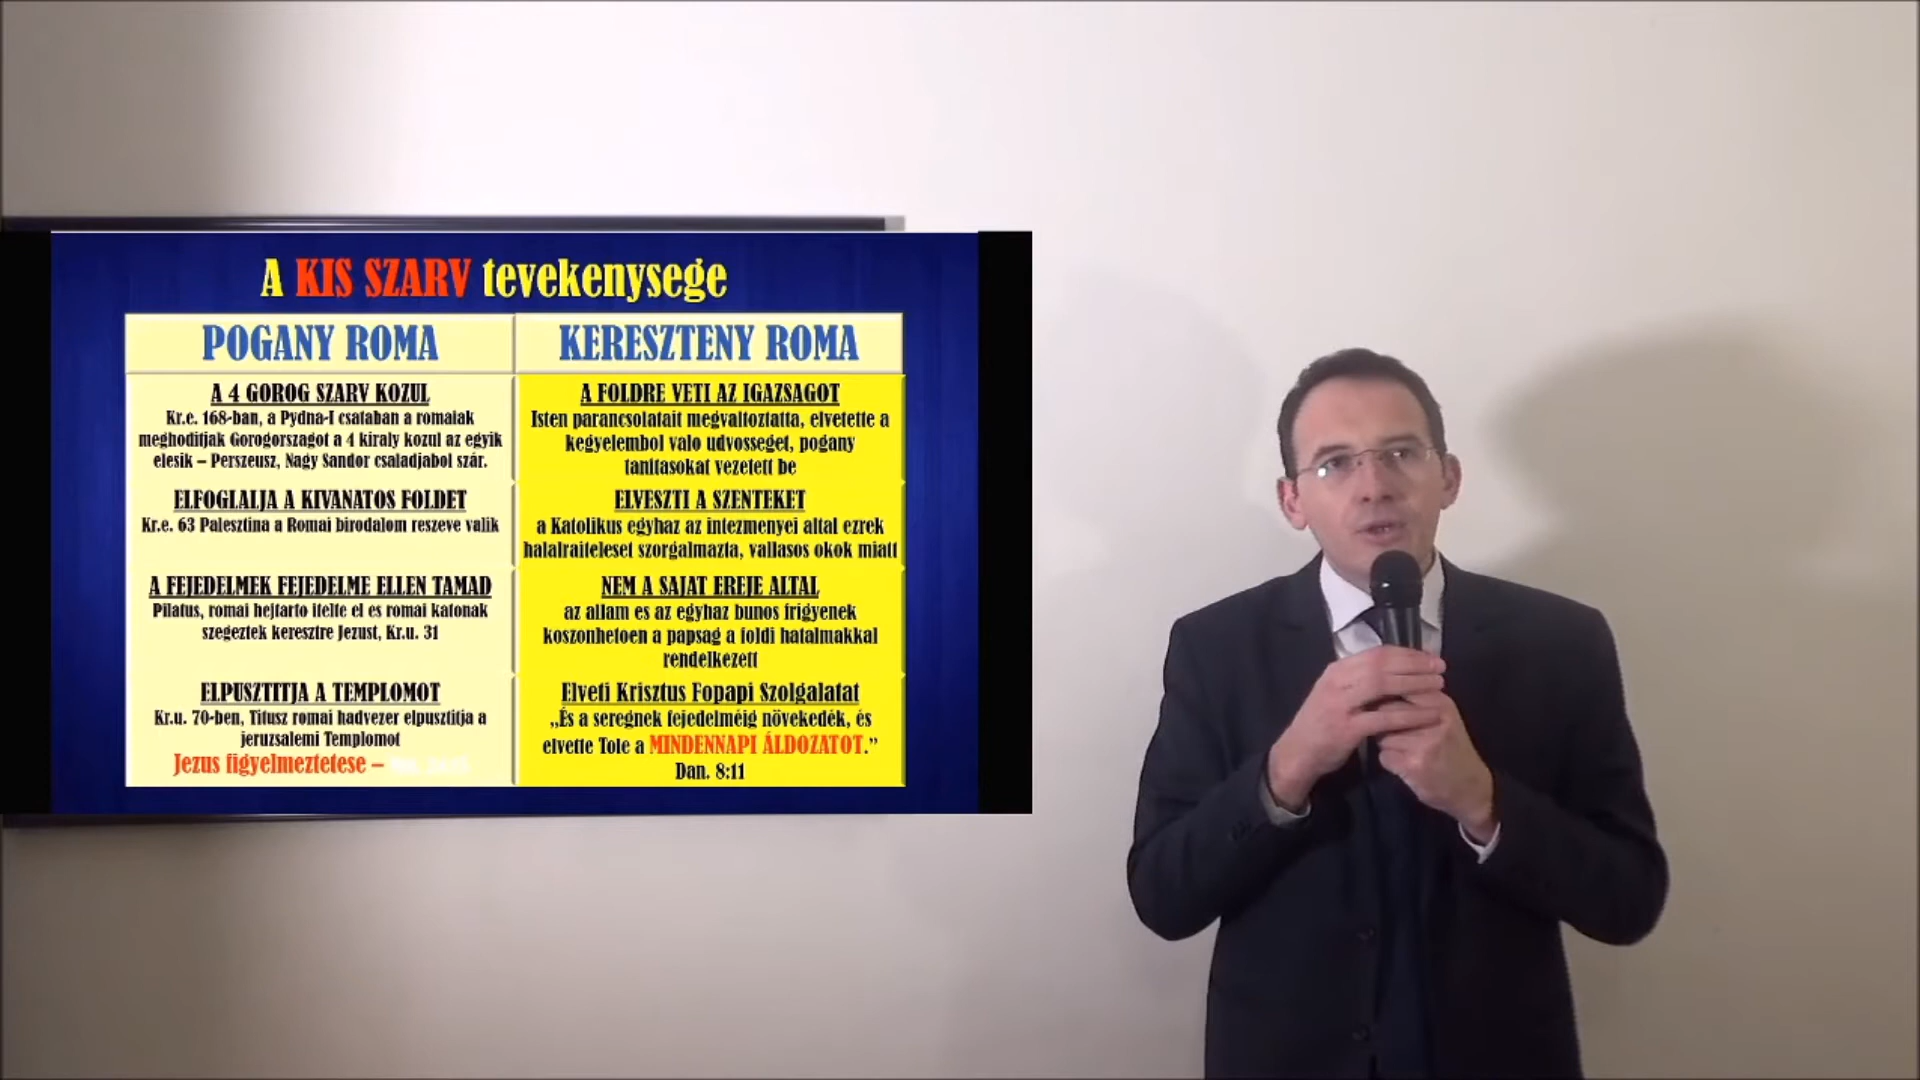 A KIS SZARV tevekenysege
POGANY ROMA
A 4 GOROG SZARV KOZUL
Kr.e. 168-ban, a Pydna-I csataban a romaiak
meghoditjak Gorogorszagot a 4 kiraly kozul az egyik
elesik – Perszeusz, Nagy Sandor csaladjabol szár.
ELFOGLALJA A KIVANATOS FOLDET
Kr.e. 63 Palesztina a Romai birodalom reszeve valik
A FEJEDELMEK FEJEDELME ELLEN TAMAD
Pilatus, romai hejtarto itelte el es romai katonak
szegeztek keresztre Jezust, Kr.u. 31
ELPUSZTITJA A TEMPLOMOT
Kr.u. 70-ben, Titusz romai hadvezer elpusztitja a
jeruzsalemi Templomot
Jezus figyelmeztetese –
KERESZTENY ROMA
A FOLDRE VETI AZ IGAZSAGOT
Isten parancsolatait megvaltoztatta, elvetette a
kegyelembol valo udvosseget, pogany
tanitasokat vezetett be
ELVESZTI A SZENTEKET
a Katolikus egyhaz az intezmenyei altal ezrek
halalraiteleset szorgalmazta, vallasos okok miatt
NEM A SAJAT EREJE ALTAL
az allam es az egyhaz bunos frigyenek
koszonhetoen a papsag a foldi hatalmakkal
rendelkezett
Elveti Krisztus Fopapi Szolgalatat
„És a seregnek fejedelméig növekedék, és
elvette Tole a MINDENNAPI ÁLDOZATOT.”
Dan. 8:11